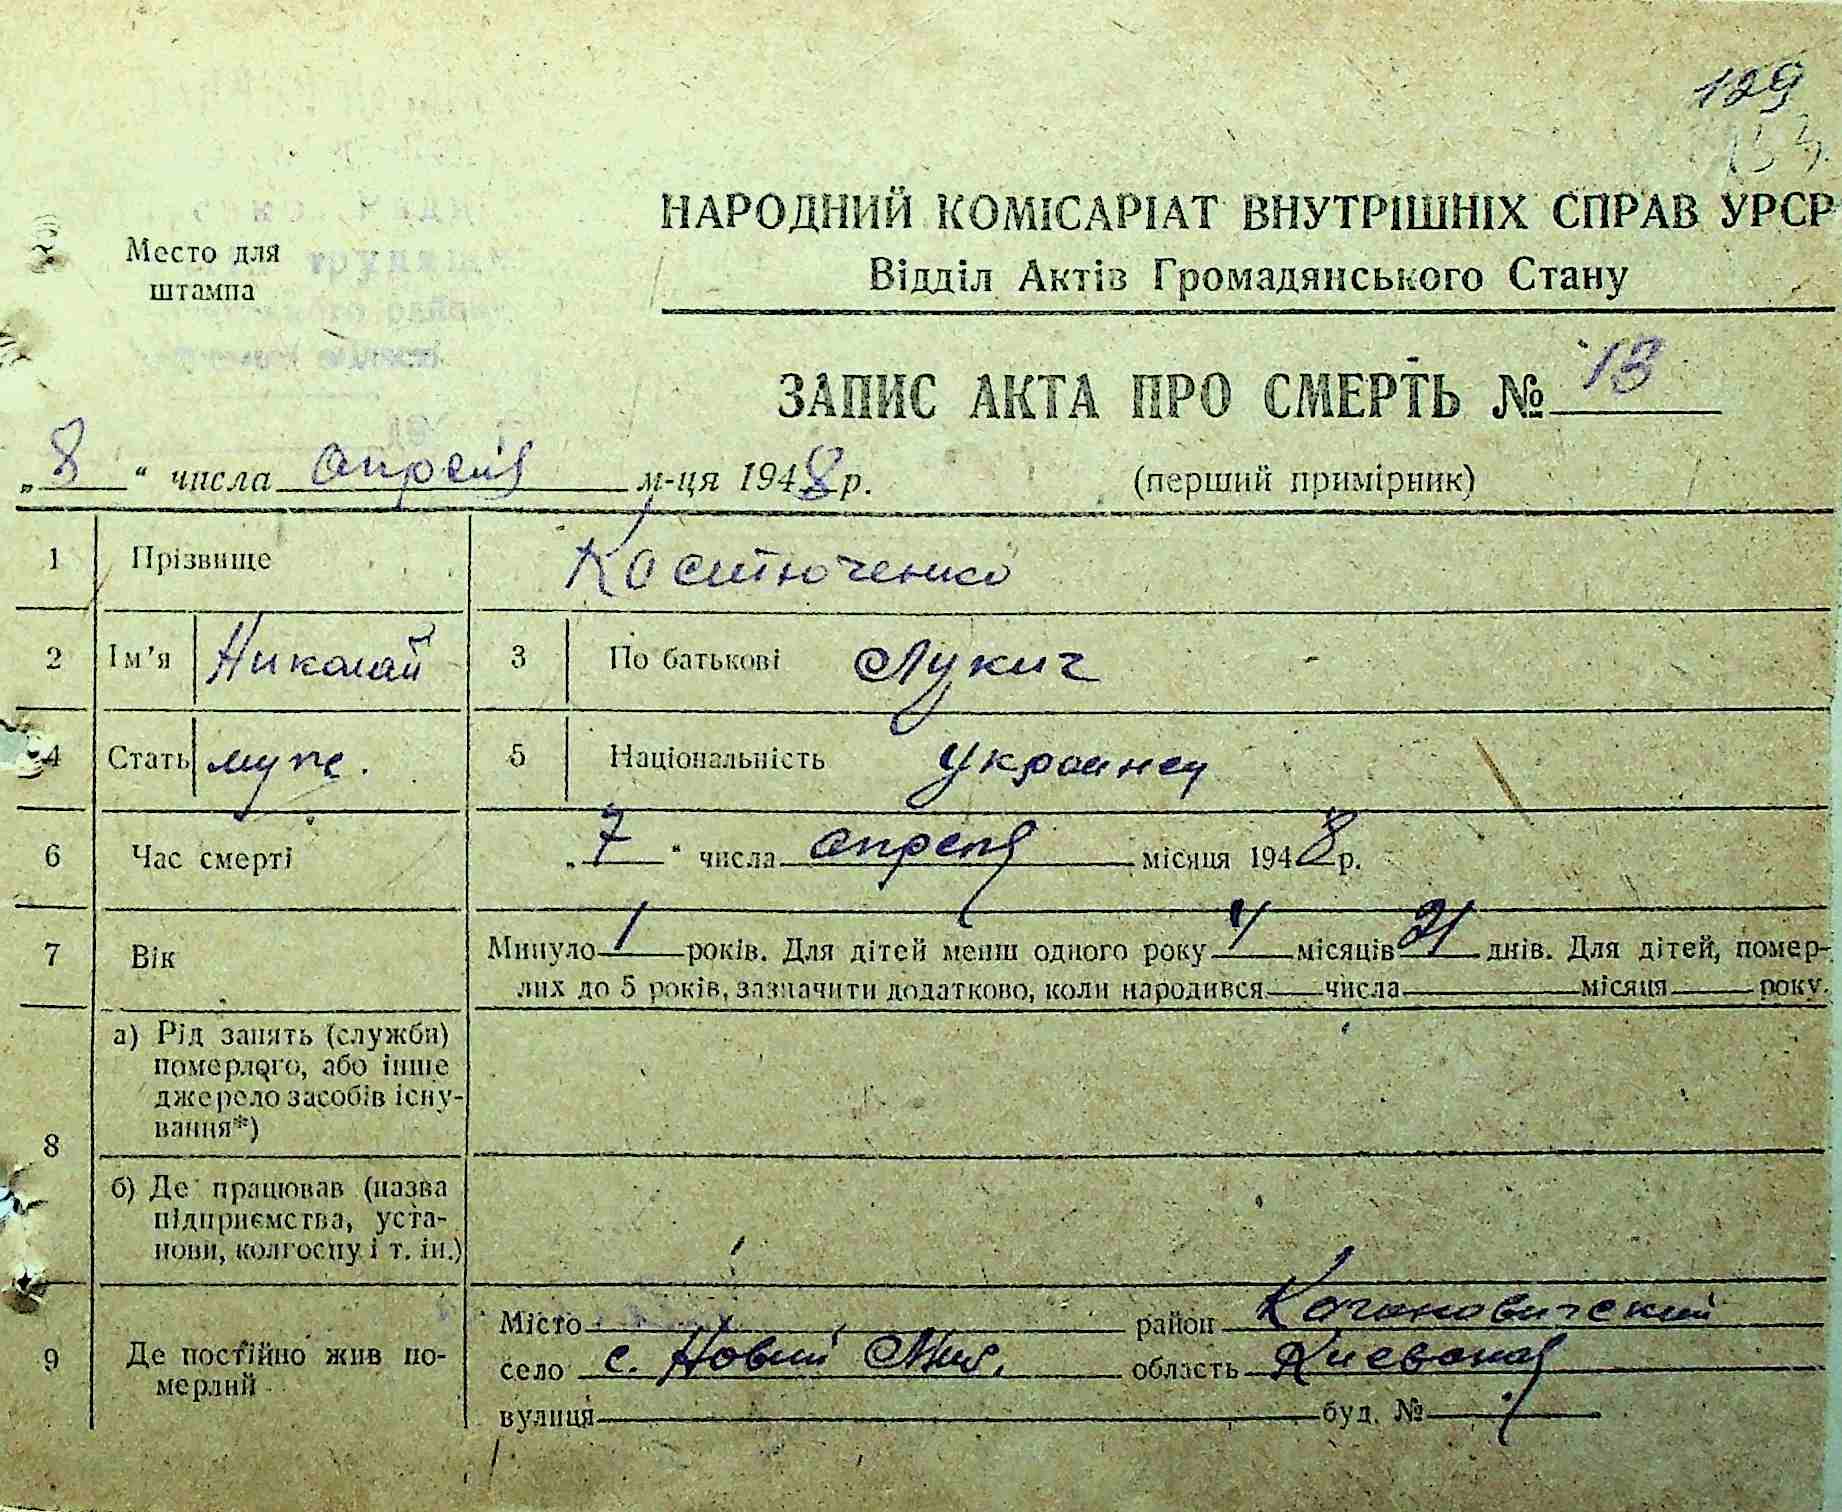 129
133.
НАРОДНИЙ КОМІСАРІАТ ВНУТРІШНІХ СПРАВ УРСР
Место для
штампа
Відділ Актів Громадянського Стану
ЗАПИС АКТА ПРО СМЕРТЬ № 13
„8“ числа апреля м-ця 1948 р. (перший примірник)
1 Прізвище Костюченко
2 Ім'я Николай 3 По батькові Лукич
4 Стать муж. 5 Національність украинец
6 Час смерті „7“ числа апреля місяця 1948 р.
7 Вік Минуло 1 років. Для дітей менш одного року 4 місяців 21 днів. Для дітей, помер-
лих до 5 років, зазначити додатково, коли народився числа місяця року.
8 а) Рід занять (служби)
померлого, або інше
джерело засобів існу-
вання*)
б) Де працював (назва
підприємства, уста-
нови, колгоспу і т. ін.)
9 Де постійно жив по-
мерлий
Місто район Кагановичский
село с. Новый Мир. область Киевская
вулиця буд. №